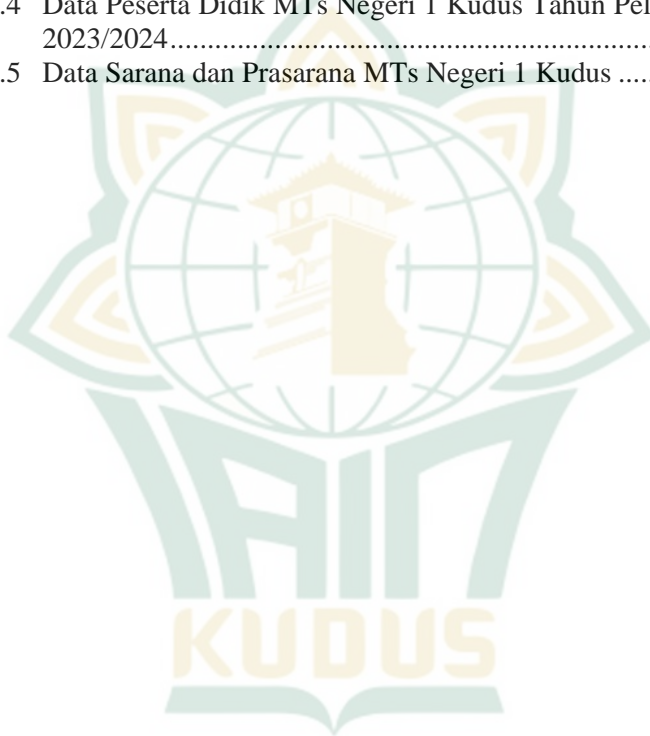 .4 Data Peserta Didik MTs Negeri 1 Kudus Tahun Pel
2023/2024.......................................................................
.5 Data Sarana dan Prasarana MTs Negeri 1 Kudus .....
IAIN
KUDUS